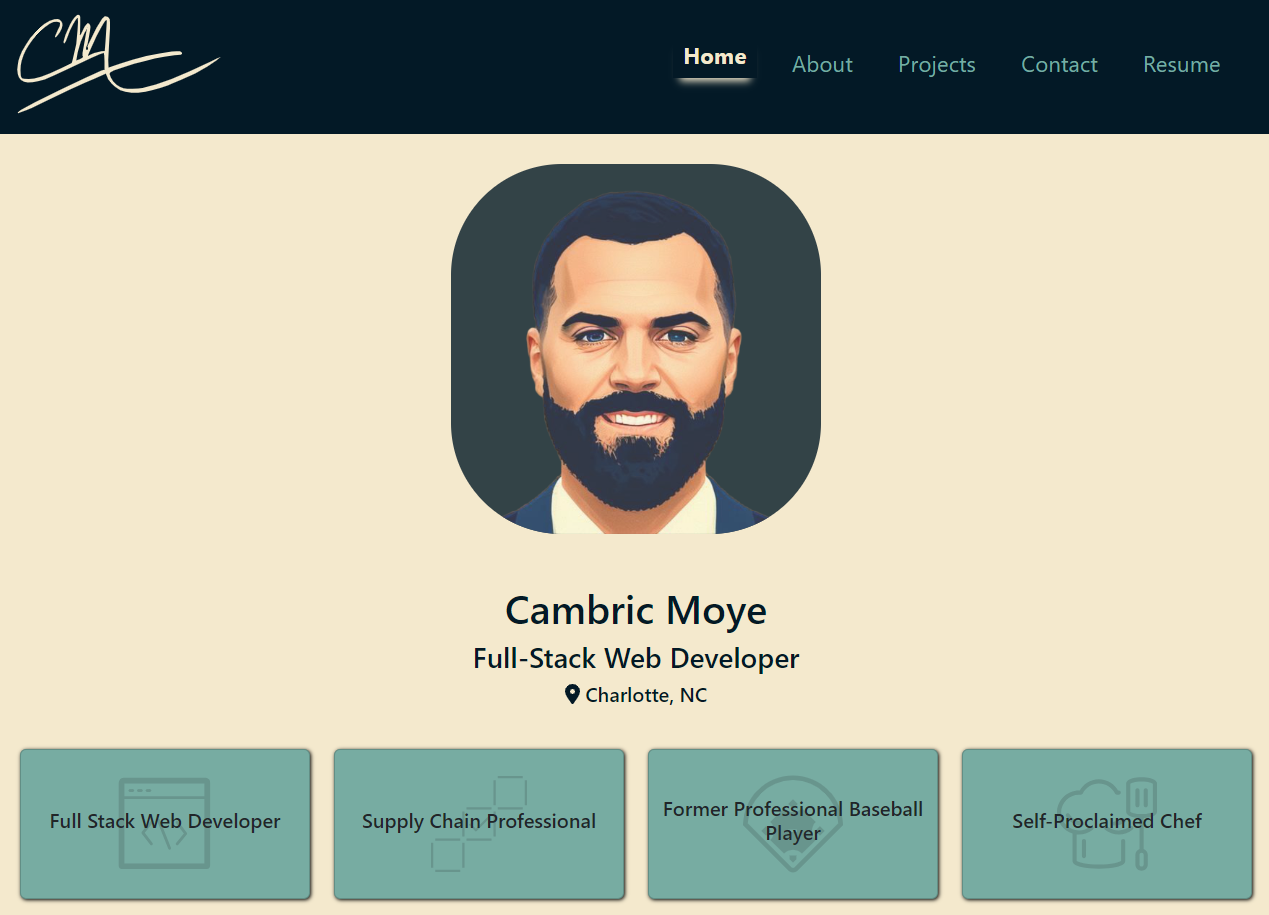 CM
Home
About
Projects
Contact
Resume
Cambric Moye
Full-Stack Web Developer
Charlotte, NC
Full Stack Web Developer
Supply Chain Professional
Former Professional Baseball
Player
Self-Proclaimed Chef